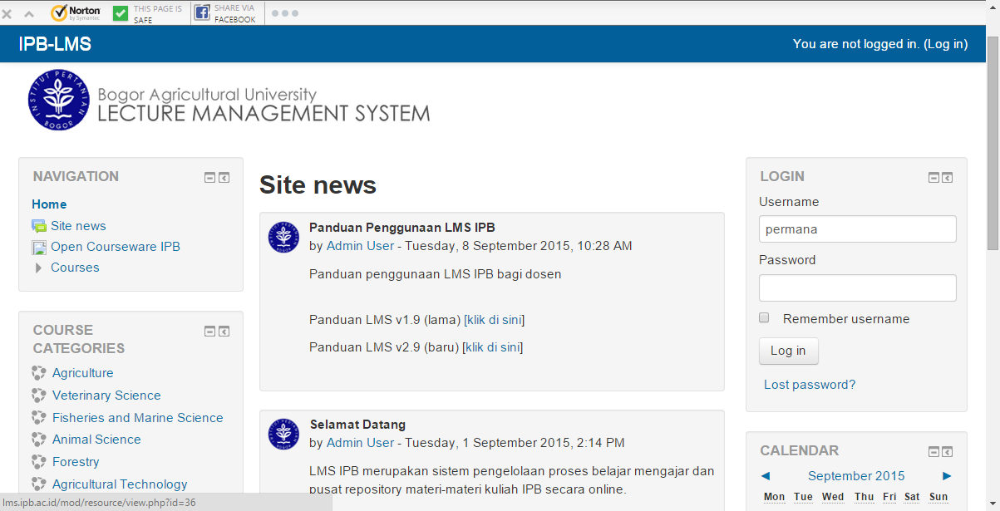 Norton
by Symantec
THIS PAGE IS
SAFE
SHARE VIA
FACEBOOK
IPB-LMS
You are not logged in. (Log in)
INSTITUT PERTANIAN
BOGOR
Bogor Agricultural University
LECTURE MANAGEMENT SYSTEM
NAVIGATION
Home
Site news
Open Courseware IPB
Courses
COURSE
CATEGORIES
Agriculture
Veterinary Science
Fisheries and Marine Science
Animal Science
Forestry
Agricultural Technology
lms.ipb.ac.id/mod/resource/view.php?id=36
Site news
Panduan Penggunaan LMS IPB
by Admin User - Tuesday, 8 September 2015, 10:28 AM
Panduan penggunaan LMS IPB bagi dosen
Panduan LMS v1.9 (lama) [klik di sini]
Panduan LMS v2.9 (baru) [klik di sini]
Selamat Datang
by Admin User - Tuesday, 1 September 2015, 2:14 PM
LMS IPB merupakan sistem pengelolaan proses belajar mengajar dan
pusat repository materi-materi kuliah IPB secara online.
LOGIN
Username
permana
Password
Remember username
Log in
Lost password?
CALENDAR
◀ September 2015 ▶
Mon Tue Wed Thu Fri Sat Sun